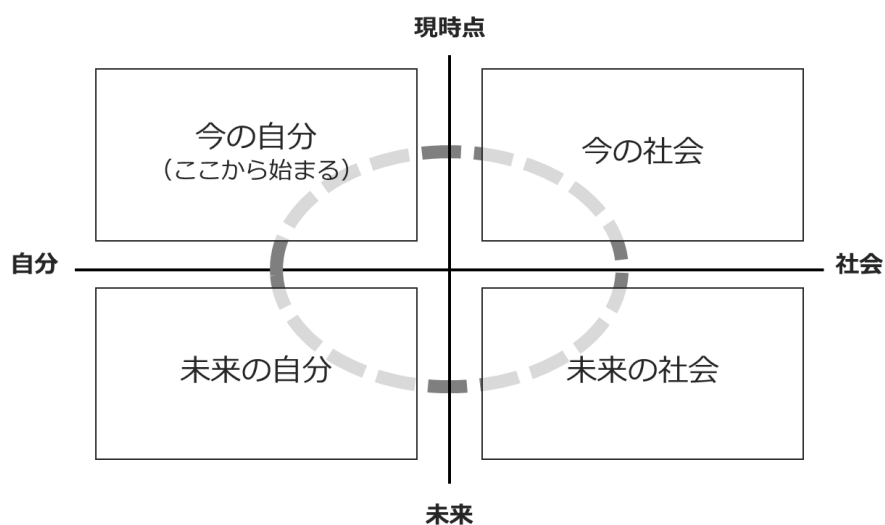 現時点
今の自分
（ここから始まる）
今の社会
自分
社会
未来の自分
未来の社会
未来